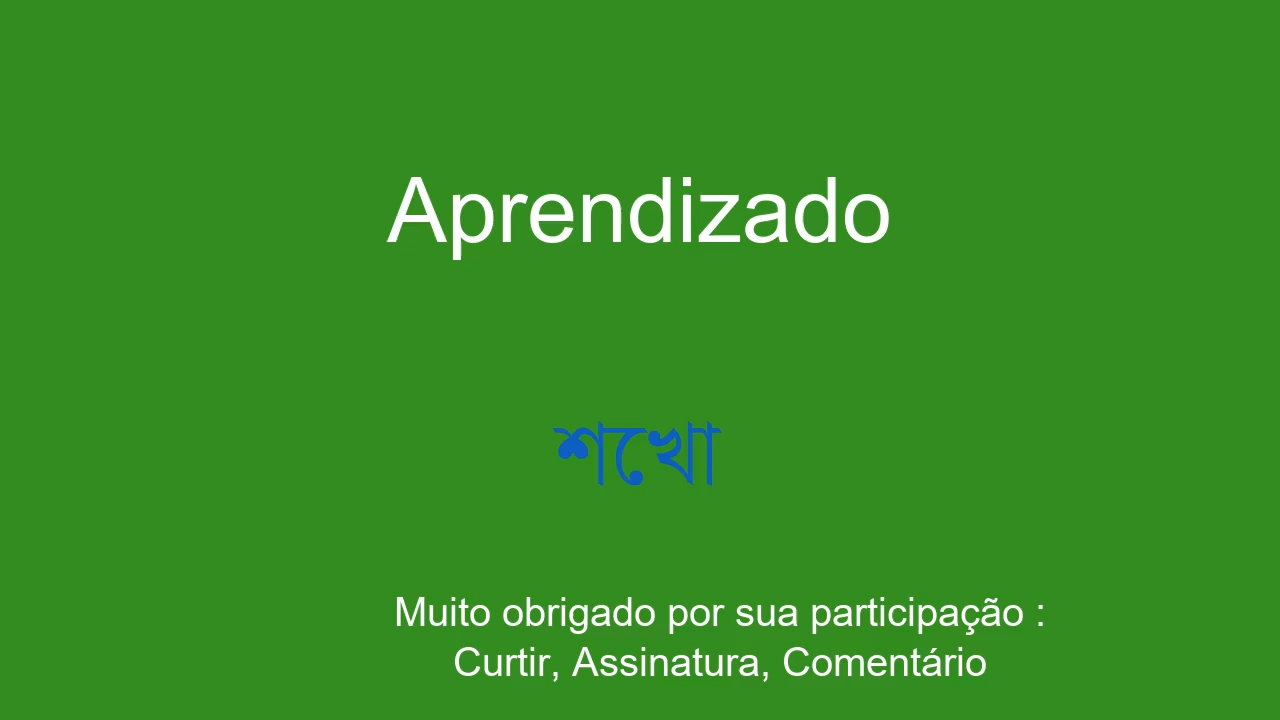 Aprendizado
শেখো
Muito obrigado por sua participação :
Curtir, Assinatura, Comentário